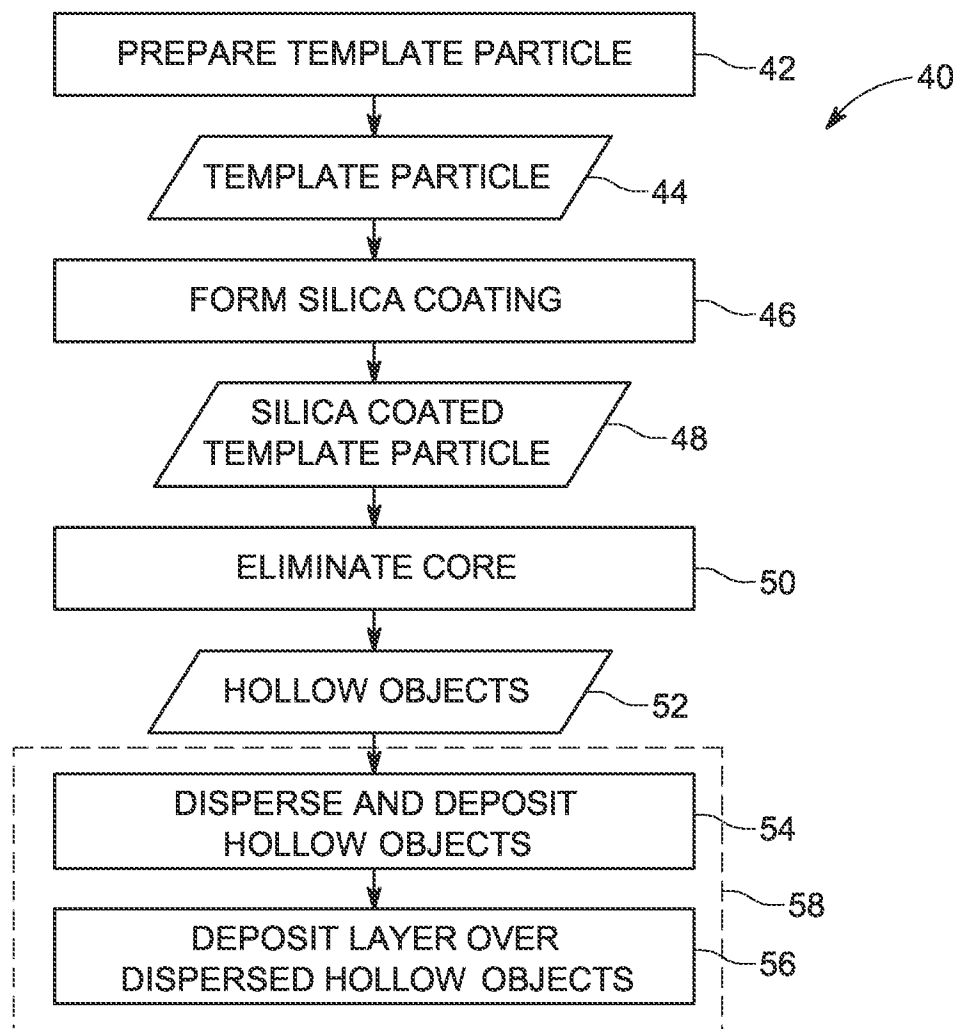 PREPARE TEMPLATE PARTICLE
42
40
TEMPLATE PARTICLE
44
FORM SILICA COATING
46
SILICA COATED
TEMPLATE PARTICLE
48
ELIMINATE CORE
50
HOLLOW OBJECTS
52
DISPERSE AND DEPOSIT
HOLLOW OBJECTS
54
58
DEPOSIT LAYER OVER
DISPERSED HOLLOW OBJECTS
56